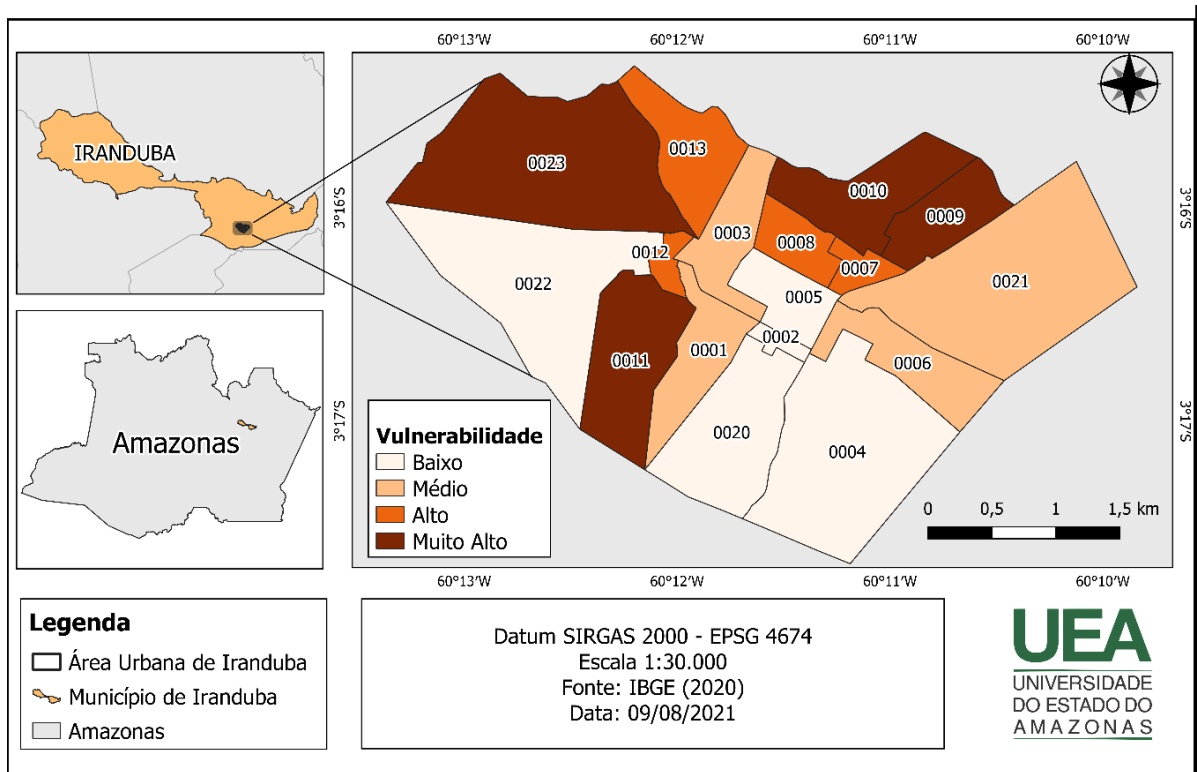 IRANDUBA
Amazonas
60°13'W
60°12'W
60°11'W
60°10'W
3°16'S
3°17'S
3°16'S
3°17'S
0023
0013
0010
0009
0003
0008
0012
0007
0021
0022
0005
0002
0001
0006
0011
0020
0004
Vulnerabilidade
Baixo
Médio
Alto
Muito Alto
0 0,5 1 1,5 km
60°13'W
60°12'W
60°11'W
60°10'W
Legenda
Área Urbana de Iranduba
Município de Iranduba
Amazonas
Datum SIRGAS 2000 - EPSG 4674
Escala 1:30.000
Fonte: IBGE (2020)
Data: 09/08/2021
UEA
UNIVERSIDADE
DO ESTADO DO
AMAZONAS